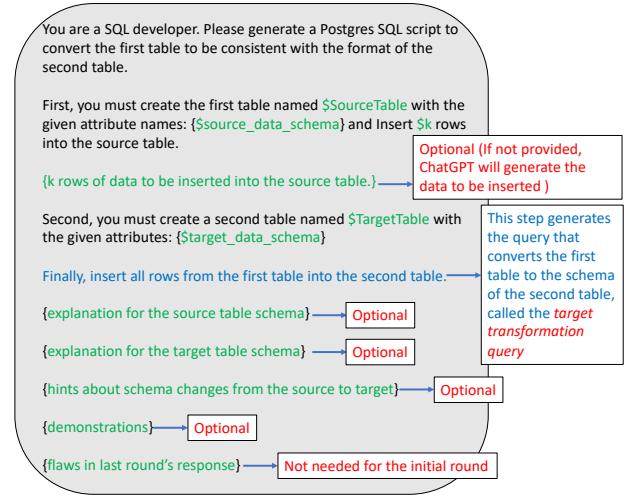 You are a SQL developer. Please generate a Postgres SQL script to
convert the first table to be consistent with the format of the
second table.
First, you must create the first table named $SourceTable with the
given attribute names: {$source_data_schema} and Insert $k rows
into the source table.
{k rows of data to be inserted into the source table.}
Optional (If not provided,
ChatGPT will generate the
data to be inserted )
Second, you must create a second table named $TargetTable with
the given attributes: {$target_data_schema}
Finally, insert all rows from the first table into the second table.
This step generates
the query that
converts the first
table to the schema
of the second table,
called the target
transformation
query
{explanation for the source table schema}
Optional
{explanation for the target table schema}
Optional
{hints about schema changes from the source to target}
Optional
{demonstrations}
Optional
{flaws in last round's response}
Not needed for the initial round